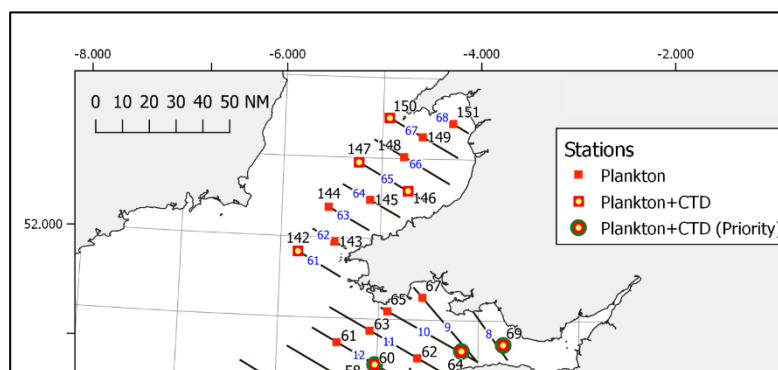 -8.000 -6.000 -4.000 -2.000
0 10 20 30 40 50 NM
150 68 151
67 149
148
147 66
65
146
144 64 145
63
52.000
142 62 143
61
Stations
Plankton
Plankton+CTD
Plankton+CTD (Priority)
67
65
63 10 9 8 69
61 11
62 64
12 60
58